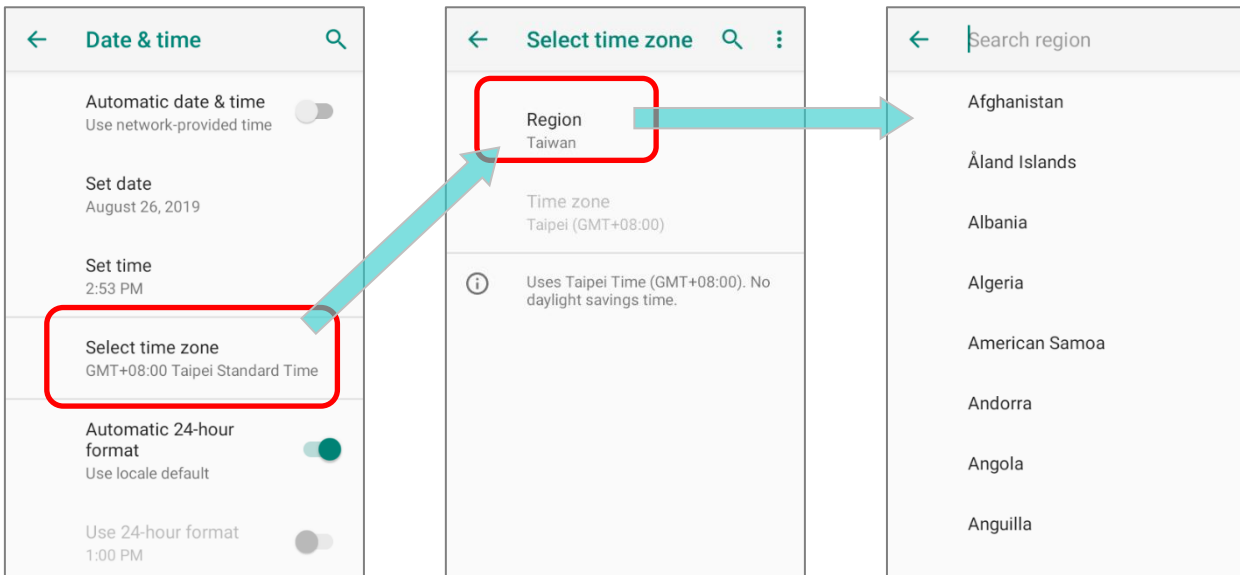 Date & time
Automatic date & time
Use network-provided time
Set date
August 26, 2019
Set time
2:53 PM
Select time zone
GMT+08:00 Taipei Standard Time
Automatic 24-hour
format
Use locale default
Use 24-hour format
1:00 PM
Select time zone
Region
Taiwan
Time zone
Taipei (GMT+08:00)
Uses Taipei Time (GMT+08:00). No
daylight savings time.
Search region
Afghanistan
Åland Islands
Albania
Algeria
American Samoa
Andorra
Angola
Anguilla